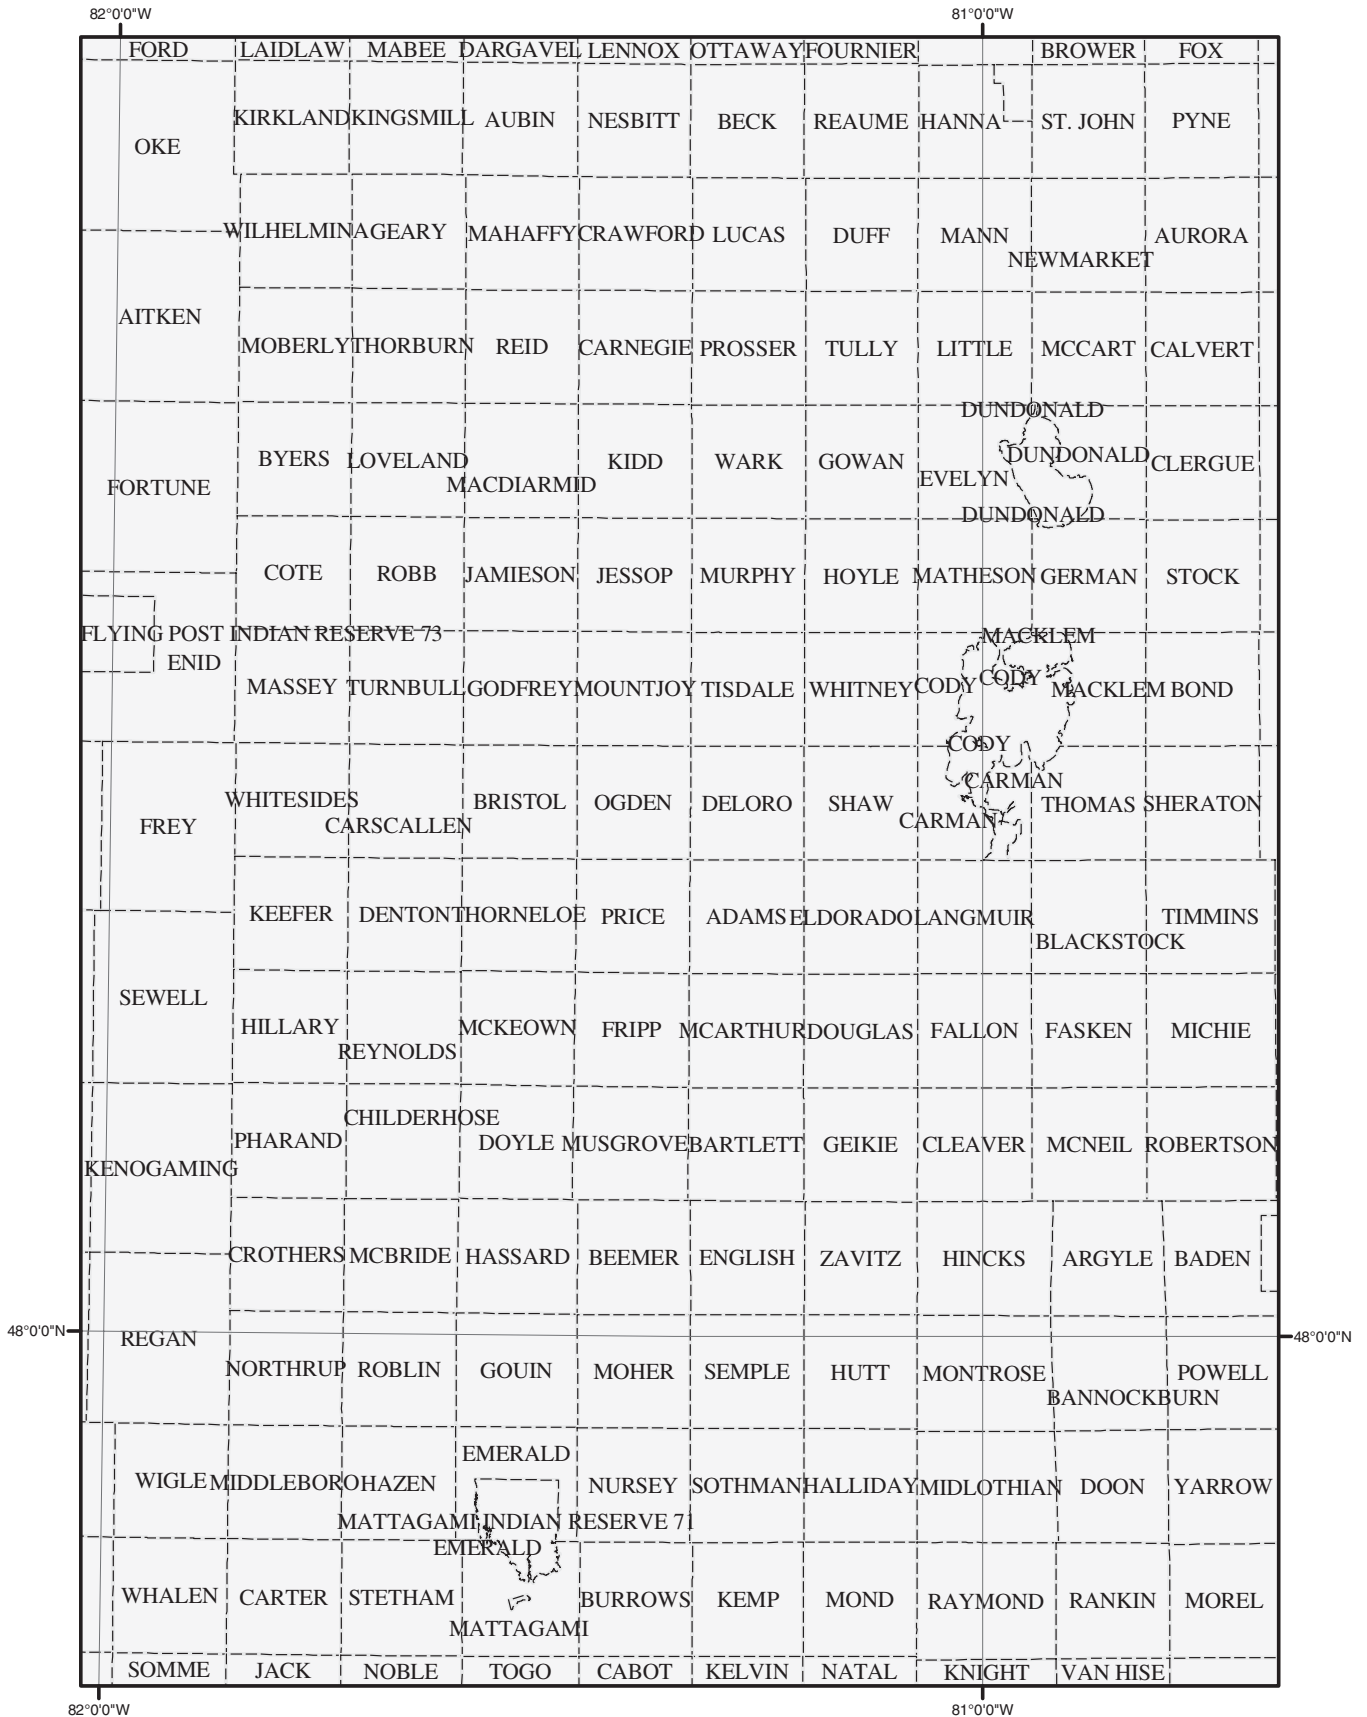 82°0'0"W 81°0'0"W
FORD LAIDLAW MABEE DARGAVEL LENNOX OTTAWAY FOURNIER BROWER FOX
OKE KIRKLAND KINGSMILL AUBIN NESBITT BECK REAUME HANNA ST. JOHN PYNE
WILHELMINA GEARY MAHAFFY CRAWFORD LUCAS DUFF MANN NEWMARKET AURORA
AITKEN
MOBERLY THORBURN REID CARNEGIE PROSSER TULLY LITTLE MCCART CALVERT
DUNDONALD
BYERS LOVELAND MACDIARMID KIDD WARK GOWAN EVELYN DUNDONALD CLERGUE
FORTUNE
DUNDONALD
COTE ROBB JAMIESON JESSOP MURPHY HOYLE MATHESON GERMAN STOCK
FLYING POST INDIAN RESERVE 73
MACKLEM
ENID
MASSEY TURNBULL GODFREY MOUNTJOY TISDALE WHITNEY CODY CODY MACKLEM BOND
CODY
CARMAN
WHITESIDES CARSCALLEN BRISTOL OGDEN DELORO SHAW CARMAN THOMAS SHERATON
FREY
KEEFER DENTON THORNELOE PRICE ADAMS ELDORADO LANGMUIR BLACKSTOCK TIMMINS
SEWELL
HILLARY REYNOLDS MCKEOWN FRIPP MCARTHUR DOUGLAS FALLON FASKEN MICHIE
CHILDERHOSE
PHARAND DOYLE MUSGROVE BARTLETT GEIKIE CLEAVER MCNEIL ROBERTSON
KENOGAMING
CROTHERS MCBRIDE HASSARD BEEMER ENGLISH ZAVITZ HINCKS ARGYLE BADEN
48°0'0"N 48°0'0"N
REGAN
NORTHRUP ROBLIN GOUIN MOHER SEMPLE HUTT MONTROSE BANNOCKBURN POWELL
EMERALD
WIGLE MIDDLEBORO HAZEN NURSEY SOTHMAN HALLIDAY MIDLOTHIAN DOON YARROW
MATTAGAMI INDIAN RESERVE 71
EMERALD
WHALEN CARTER STETHAM BURROWS KEMP MOND RAYMOND RANKIN MOREL
MATTAGAMI
SOMME JACK NOBLE TOGO CABOT KELVIN NATAL KNIGHT VAN HISE
82°0'0"W 81°0'0"W